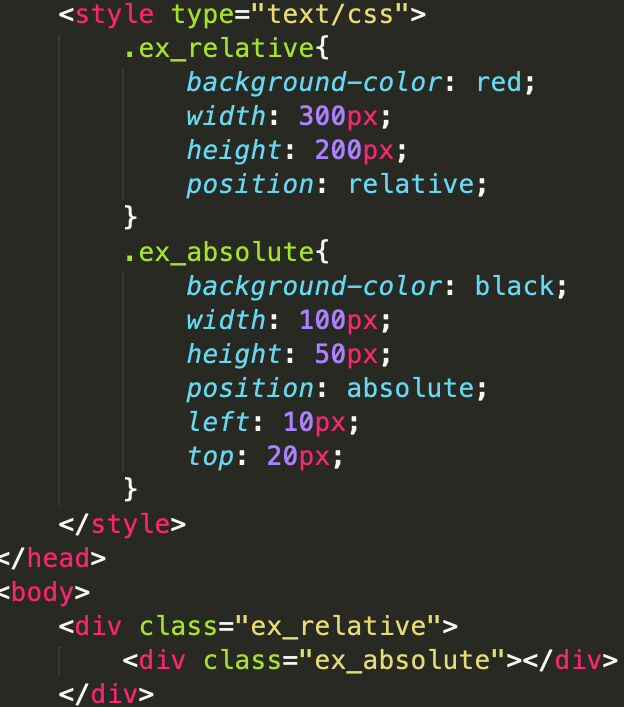 <style type="text/css">
.ex_relative{
background-color: red;
width: 300px;
height: 200px;
position: relative;
}
.ex_absolute{
background-color: black;
width: 100px;
height: 50px;
position: absolute;
left: 10px;
top: 20px;
}
</style>
</head>
<body>
<div class="ex_relative">
<div class="ex_absolute"></div>
</div>